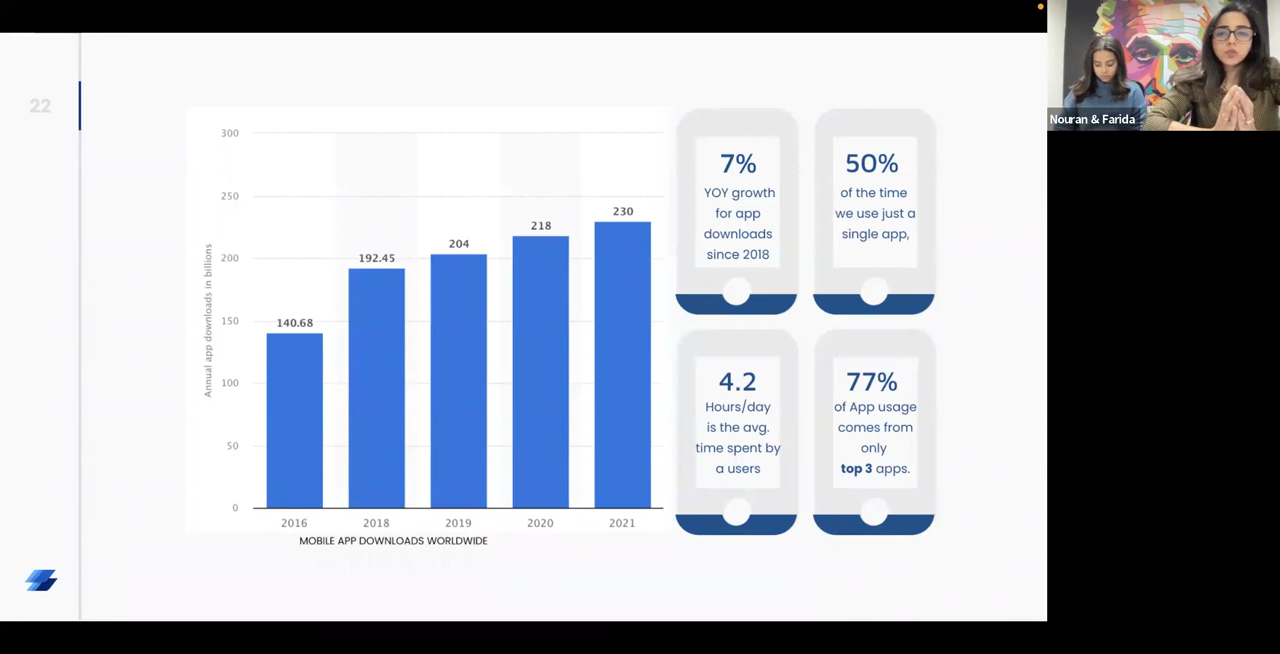 22
Nouran & Farida
Annual app downloads in billions
300
250
200
150
100
50
0
140.68
192.45
204
218
230
2016
2018
2019
2020
2021
MOBILE APP DOWNLOADS WORLDWIDE
7%
YOY growth
for app
downloads
since 2018
50%
of the time
we use just a
single app,
4.2
Hours/day
is the avg.
time spent by
a users
77%
of App usage
comes from
only
top 3 apps.